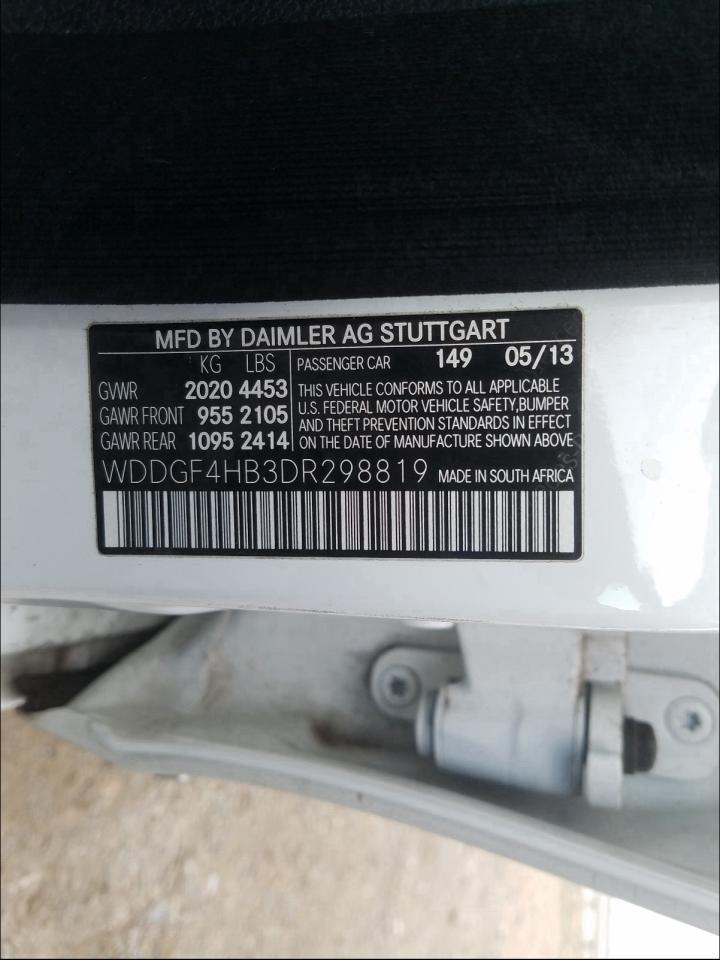 MFD BY DAIMLER AG STUTTGART
KG LBS PASSENGER CAR 149 05/13
GVWR 2020 4453 THIS VEHICLE CONFORMS TO ALL APPLICABLE
U.S. FEDERAL MOTOR VEHICLE SAFETY,BUMPER
GAWR FRONT 955 2105 AND THEFT PREVENTION STANDARDS IN EFFECT
GAWR REAR 1095 2414 ON THE DATE OF MANUFACTURE SHOWN ABOVE
WDDGF4HB3DR298819 MADE IN SOUTH AFRICA